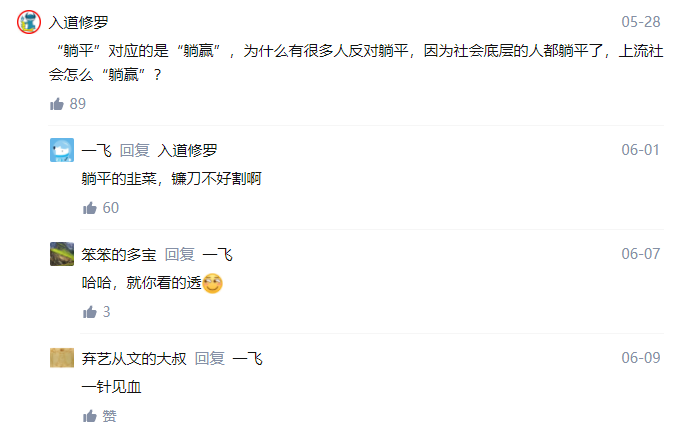 入道修罗 05-28
“躺平”对应的是“躺赢”，为什么有很多人反对躺平，因为社会底层的人都躺平了，上流社
会怎么“躺赢”？
89
一飞 回复 入道修罗 06-01
躺平的韭菜，镰刀不好割啊
60
笨笨的多宝 回复 一飞 06-07
哈哈，就你看的透
3
弃艺从文的大叔 回复 一飞 06-09
一针见血
赞